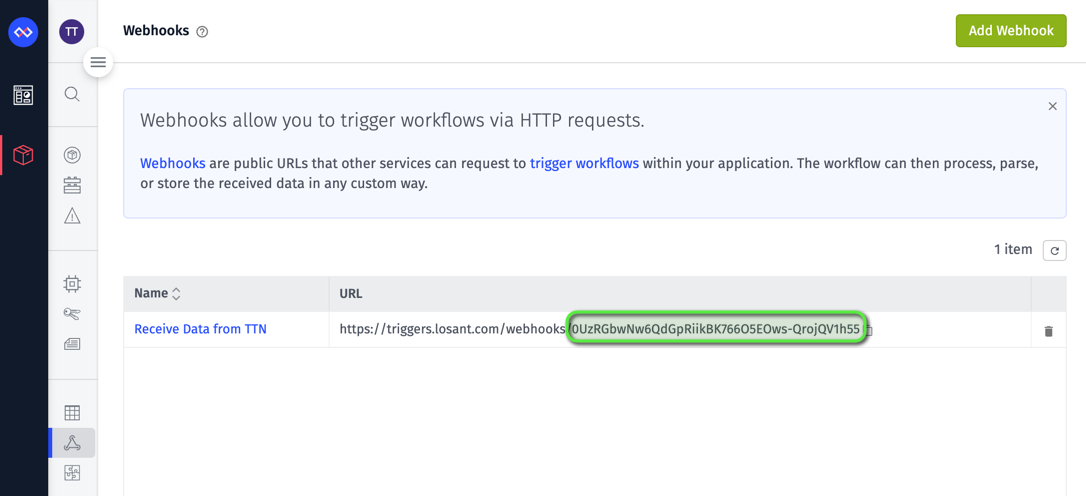 TT
Webhooks
Add Webhook
Webhooks allow you to trigger workflows via HTTP requests.
Webhooks are public URLs that other services can request to trigger workflows within your application. The workflow can then process, parse,
or store the received data in any custom way.
1 item
Name
URL
Receive Data from TTN
https://triggers.losant.com/webhooks/0UzRGbwNw6QdGpRiikBK766O5EOws-QrojQV1h55